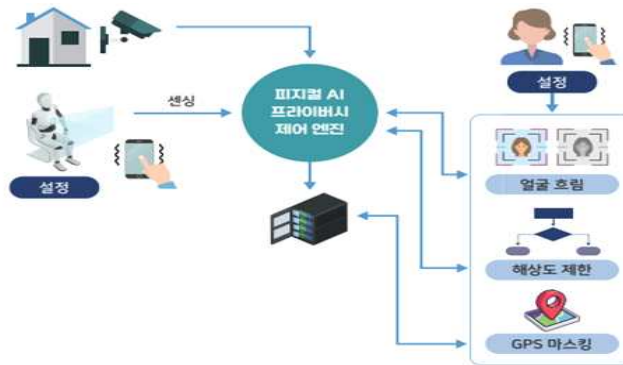 피지컬 AI
프라이버시
제어 엔진
센싱
설정
설정
얼굴 흐림
해상도 제한
GPS 마스킹